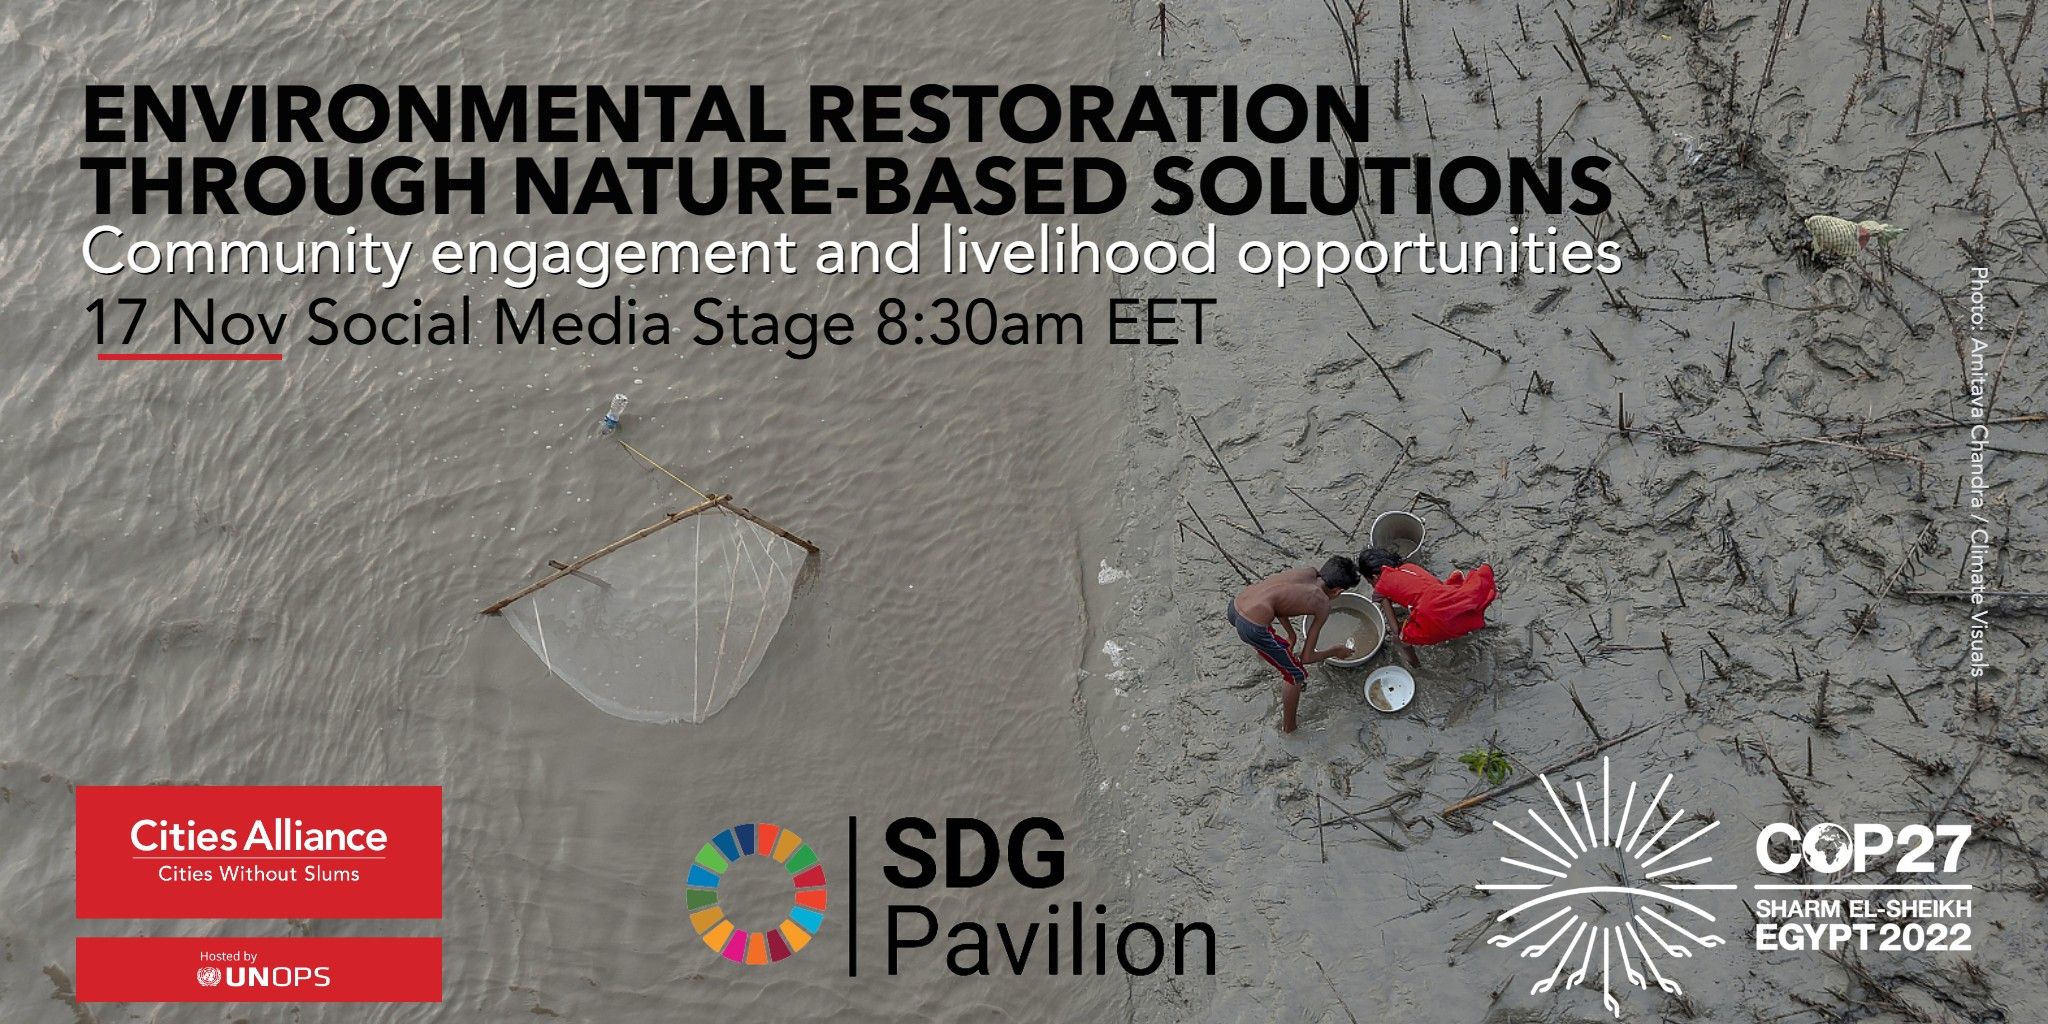 ENVIRONMENTAL RESTORATION
THROUGH NATURE-BASED SOLUTIONS
Community engagement and livelihood opportunities
17 Nov Social Media Stage 8:30am EET
Photo: Amitava Chandra / Climate Visuals
Cities Alliance
Cities Without Slums
Hosted by
UNOPS
SDG
Pavilion
COP27
SHARM EL-SHEIKH
EGYPT 2022